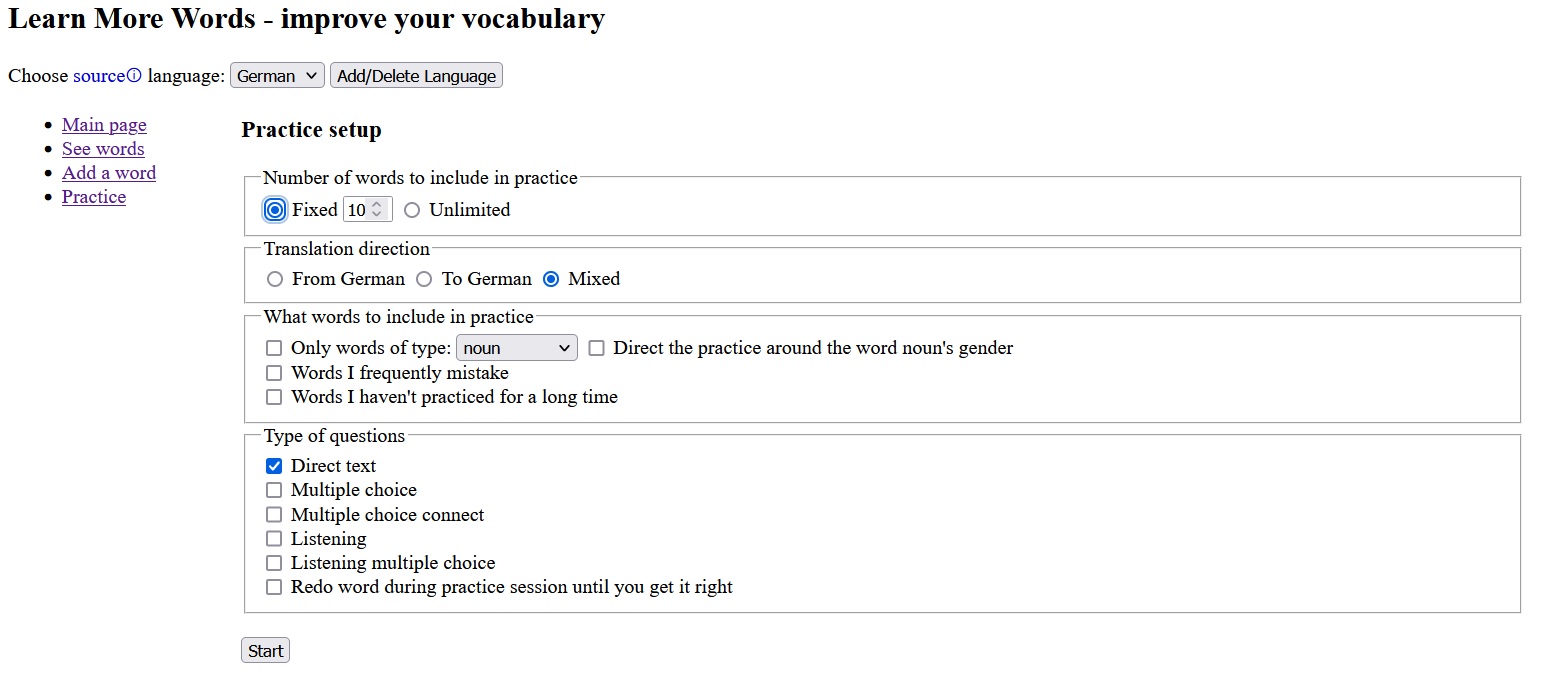 Learn More Words - improve your vocabulary
Choose sourceⓘ language: German Add/Delete Language
Main page
See words
Add a word
Practice
Practice setup
Number of words to include in practice
Fixed 10 Unlimited
Translation direction
From German To German Mixed
What words to include in practice
Only words of type: noun Direct the practice around the word noun's gender
Words I frequently mistake
Words I haven't practiced for a long time
Type of questions
Direct text
Multiple choice
Multiple choice connect
Listening
Listening multiple choice
Redo word during practice session until you get it right
Start